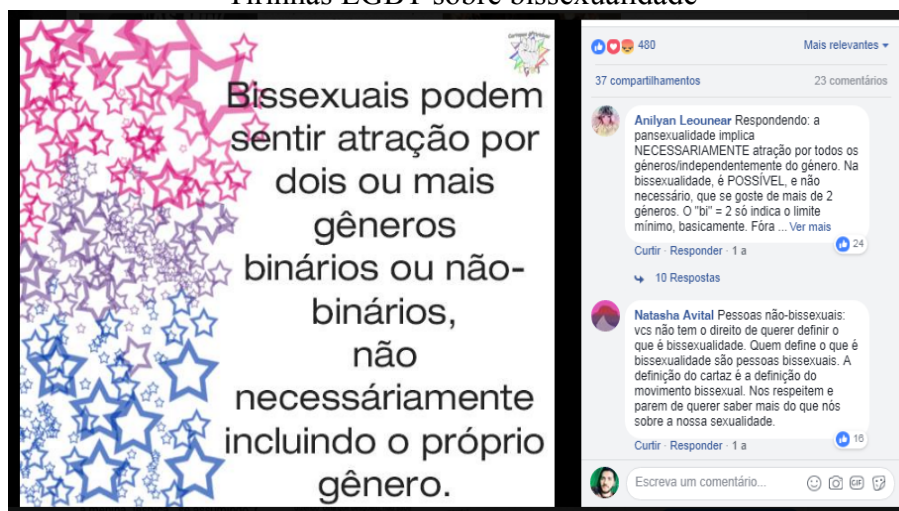 Tirinhas LGBT sobre bissexualidade
Bissexuais podem
sentir atração por
dois ou mais
gêneros
binários ou não-
binários,
não
necessáriamente
incluindo o próprio
gênero.
480
Mais relevantes
37 compartilhamentos
23 comentários
Anilyan Leounear Respondendo: a
pansexualidade implica
NECESSARIAMENTE atração por todos os
gêneros/independentemente do gênero. Na
bissexualidade, é POSSÍVEL, e não
necessário, que se goste de mais de 2
gêneros. O "bi" = 2 só indica o limite
mínimo, basicamente. Fóra ... Ver mais
24
Curtir · Responder · 1 a
10 Respostas
Natasha Avital Pessoas não-bissexuais:
vcs não tem o direito de querer definir o
que é bissexualidade. Quem define o que é
bissexualidade são pessoas bissexuais. A
definição do cartaz é a definição do
movimento bissexual. Nos respeitem e
parem de querer saber mais do que nós
sobre a nossa sexualidade.
16
Curtir · Responder · 1 a
Escreva um comentário...
GIF